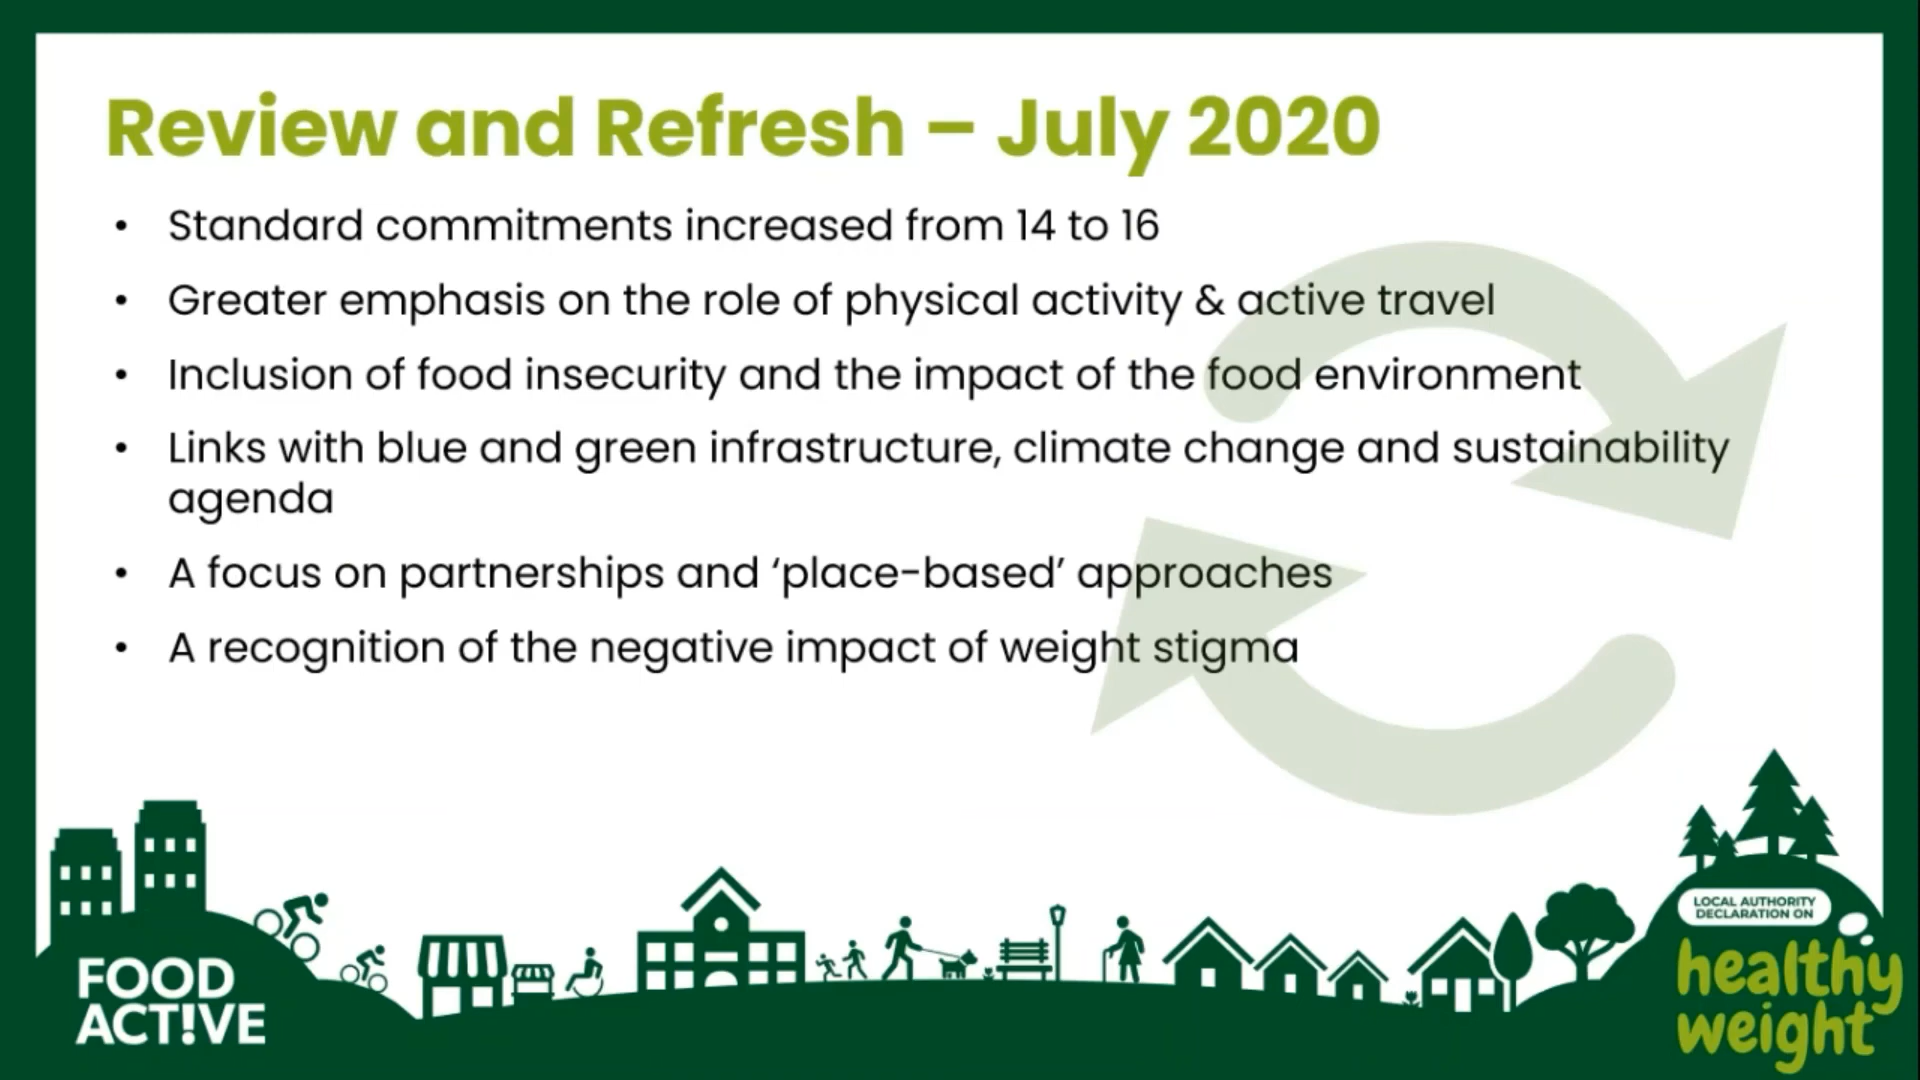 Review and Refresh – July 2020
• Standard commitments increased from 14 to 16
• Greater emphasis on the role of physical activity & active travel
• Inclusion of food insecurity and the impact of the food environment
• Links with blue and green infrastructure, climate change and sustainability
agenda
• A focus on partnerships and ‘place-based’ approaches
• A recognition of the negative impact of weight stigma
FOOD
ACT!VE
LOCAL AUTHORITY
DECLARATION ON
healthy
weight